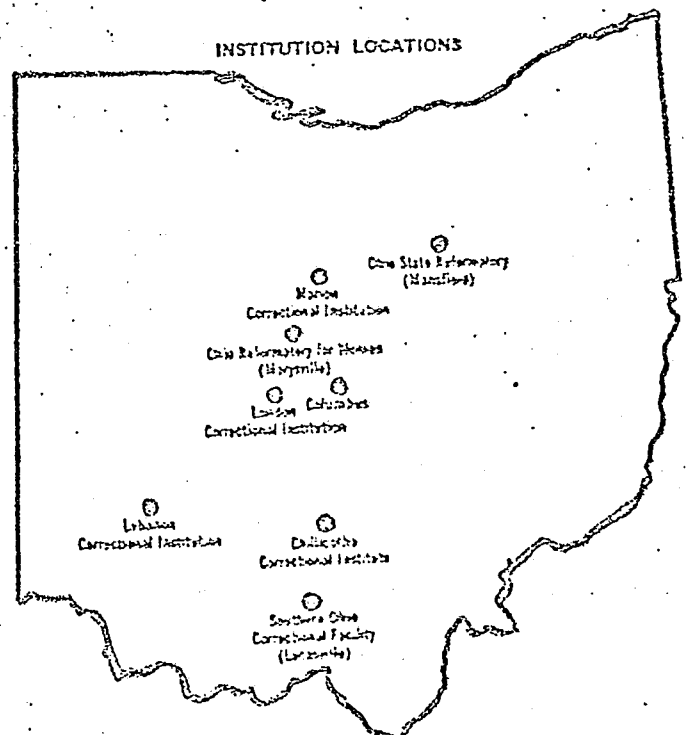 INSTITUTION LOCATIONS
Ohio State Reformatory
(Mansfield)
Marion
Correctional Institution
Ohio Reformatory for Women
(Marysville)
London
Columbus
Correctional Institution
Lebanon
Correctional Institution
Chillicothe
Correctional Institute
Southern Ohio
Correctional Facility
(Lucasville)